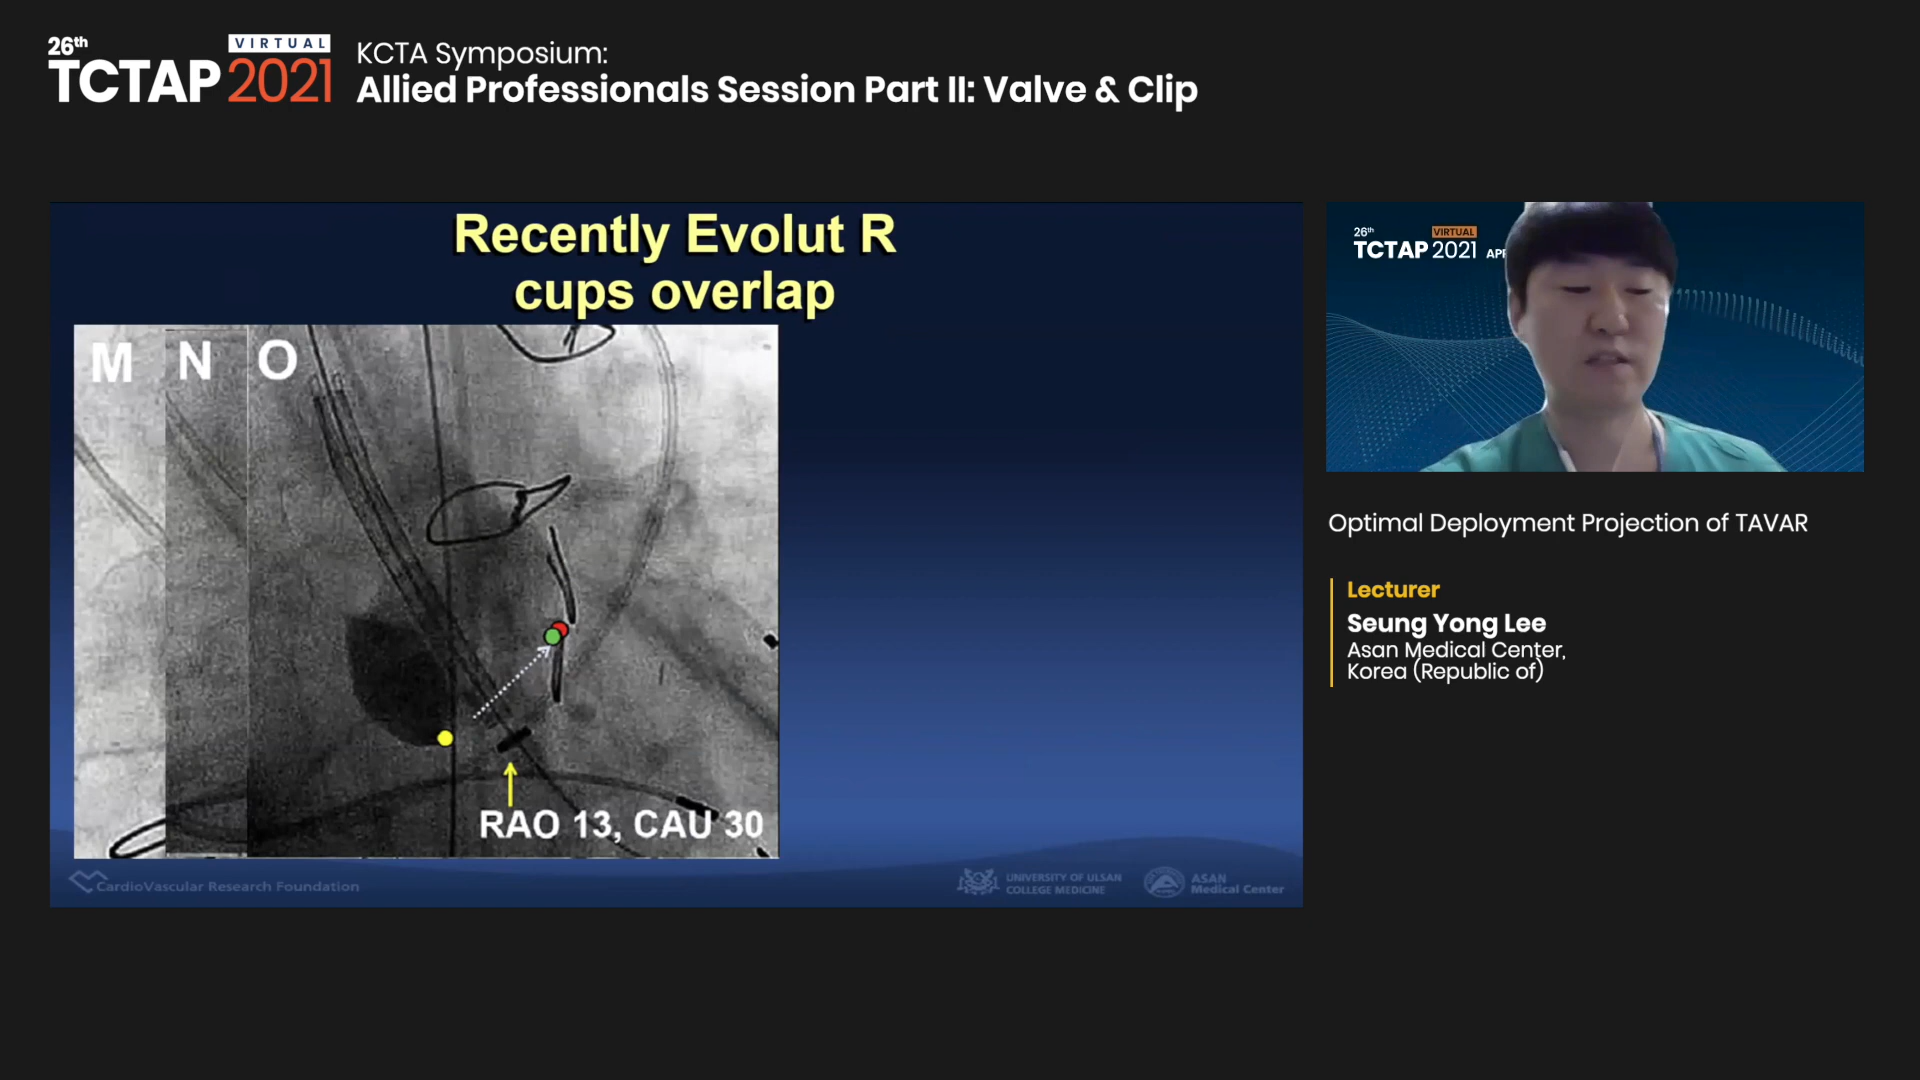 26th
VIRTUAL
TCTAP 2021
KCTA Symposium:
Allied Professionals Session Part II: Valve & Clip
Recently Evolut R
cups overlap
M N O
RAO 13, CAU 30
CardioVascular Research Foundation
UNIVERSITY OF ULSAN
COLLEGE MEDICINE
ASAN
Medical Center
26th
VIRTUAL
TCTAP 2021
Optimal Deployment Projection of TAVAR
Lecturer
Seung Yong Lee
Asan Medical Center,
Korea (Republic of)